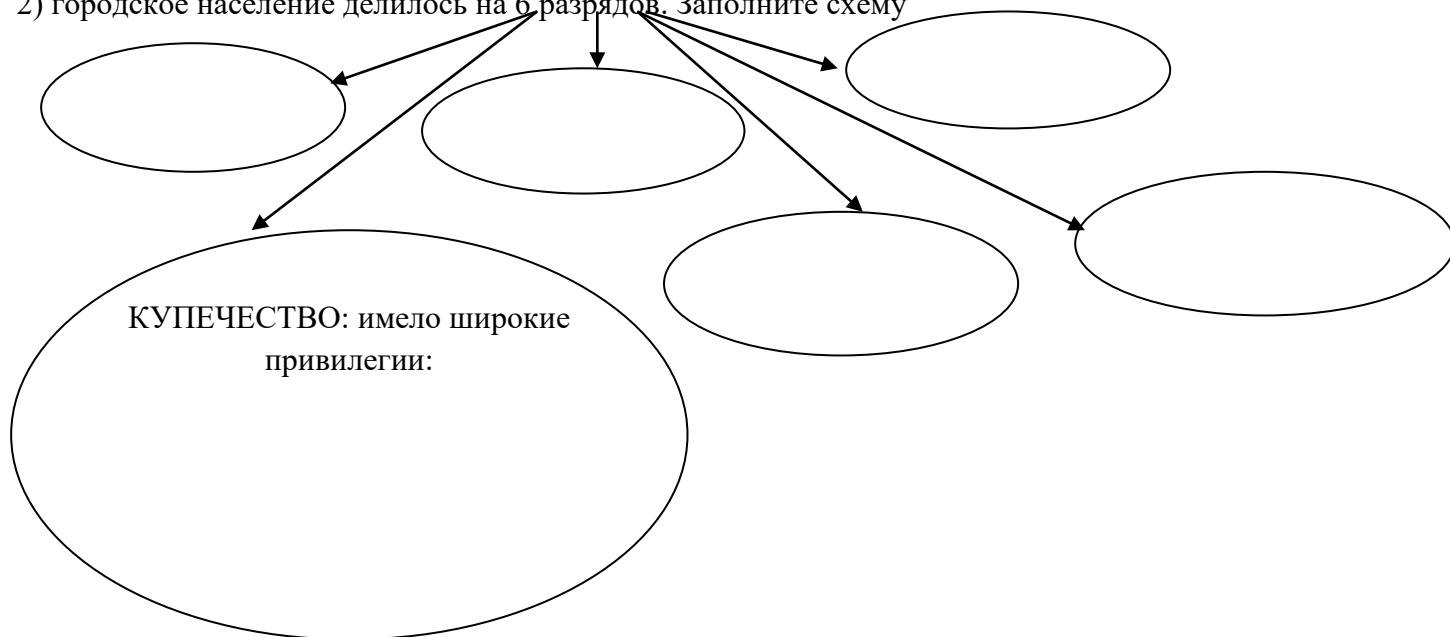 2) городское население делилось на 6 разрядов. Заполните схему
КУПЕЧЕСТВО: имело широкие
привилегии: